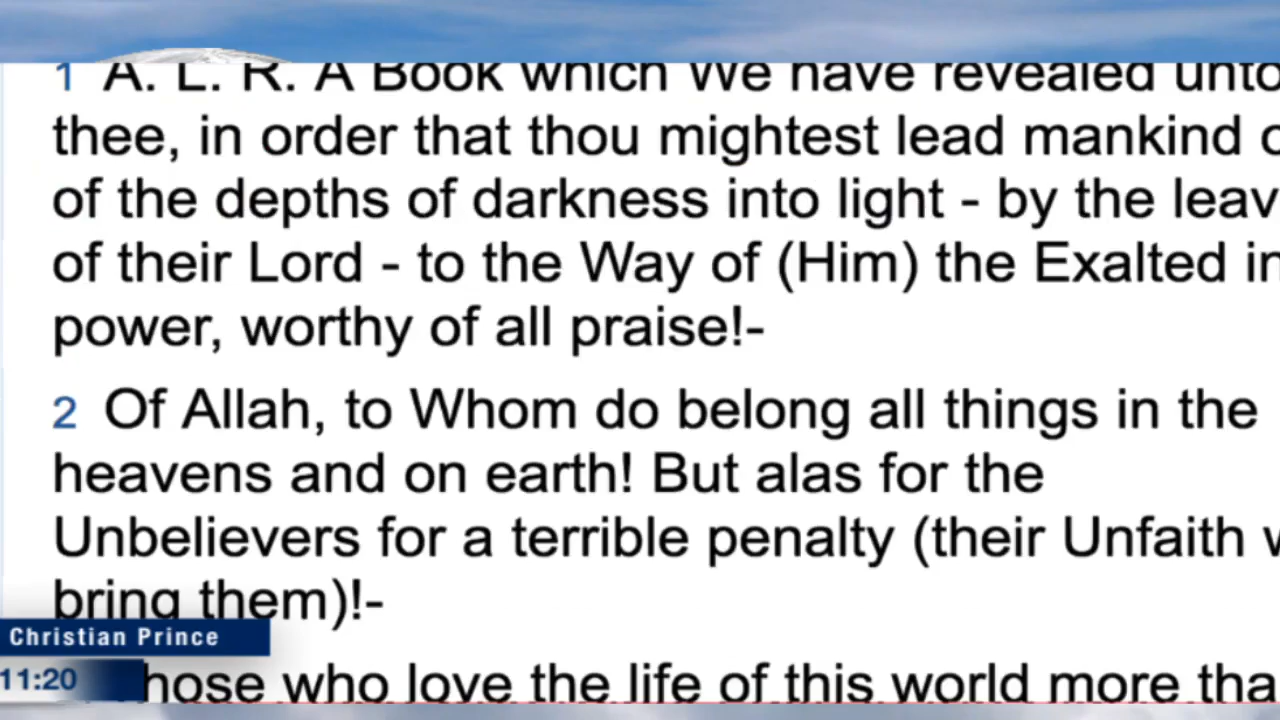 1 A. L. R. A Book which We have revealed unto
thee, in order that thou mightest lead mankind
of the depths of darkness into light - by the
of their Lord - to the Way of (Him) the Exalted in
power, worthy of all praise!-
2 Of Allah, to Whom do belong all things in the
heavens and on earth! But alas for the
Unbelievers for a terrible penalty (their Unfaith
bring them)!-
Christian Prince
11:20
who love the life of this world more